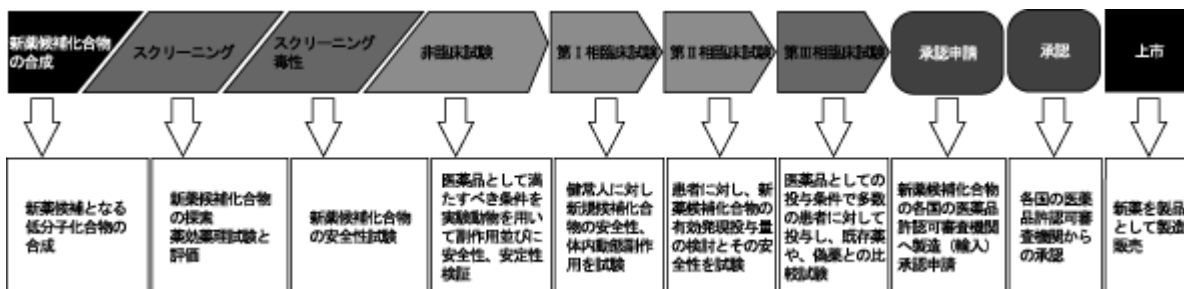 新薬候補化合物
の合成
スクリーニング
スクリーニング
毒性
非臨床試験
第Ⅰ相臨床試験
第Ⅱ相臨床試験
第Ⅲ相臨床試験
承認申請
承認
上市
新薬候補となる
低分子化合物の
合成
新薬候補化合物
の探索
薬効薬理試験と
評価
新薬候補化合物
の安全性試験
医薬品として満
たすべき条件を
実験動物を用い
て副作用並びに
安全性、安定性
検証
健常人に対し
新規候補化合
物の安全性、
体内動態副作
用を試験
患者に対し、新
薬候補化合物の
有効発現投与量
の検討とその安
全性を試験
医薬品としての
投与条件で多数
の患者に対して
投与し、既存薬
や、偽薬との比
較試験
新薬候補化合物
の各国の医薬品
許認可審査機関
へ製造（輸入）
承認申請
各国の医薬
品許認可審
査機関から
の承認
新薬を製品
として製造
販売